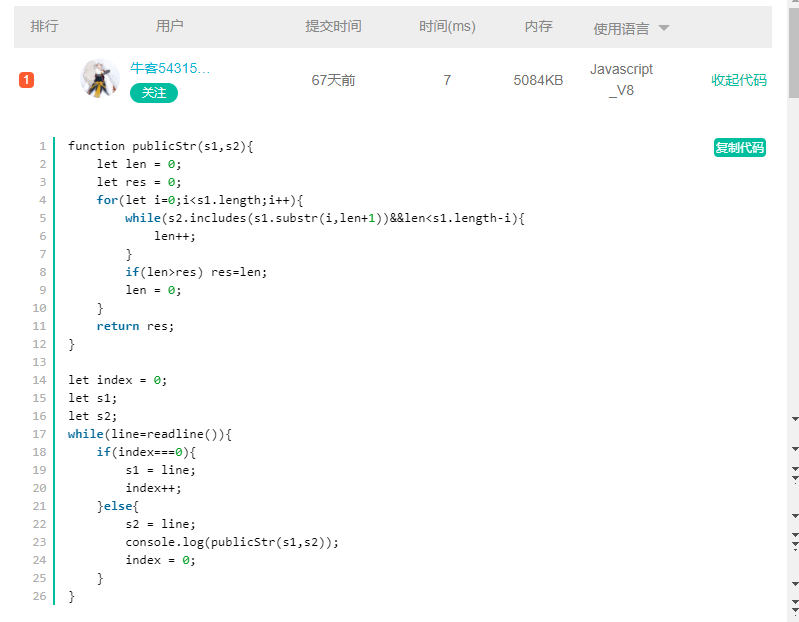 排行 用户 提交时间 时间(ms) 内存 使用语言
1 牛客54315... 关注 67天前 7 5084KB Javascript_V8 收起代码
复制代码
1 function publicStr(s1,s2){
2     let len = 0;
3     let res = 0;
4     for(let i=0;i<s1.length;i++){
5         while(s2.includes(s1.substr(i,len+1))&&len<s1.length-i){
6             len++;
7         }
8         if(len>res) res=len;
9         len = 0;
10     }
11     return res;
12 }
13
14 let index = 0;
15 let s1;
16 let s2;
17 while(line=readline()){
18     if(index===0){
19         s1 = line;
20         index++;
21     }else{
22         s2 = line;
23         console.log(publicStr(s1,s2));
24         index = 0;
25     }
26 }